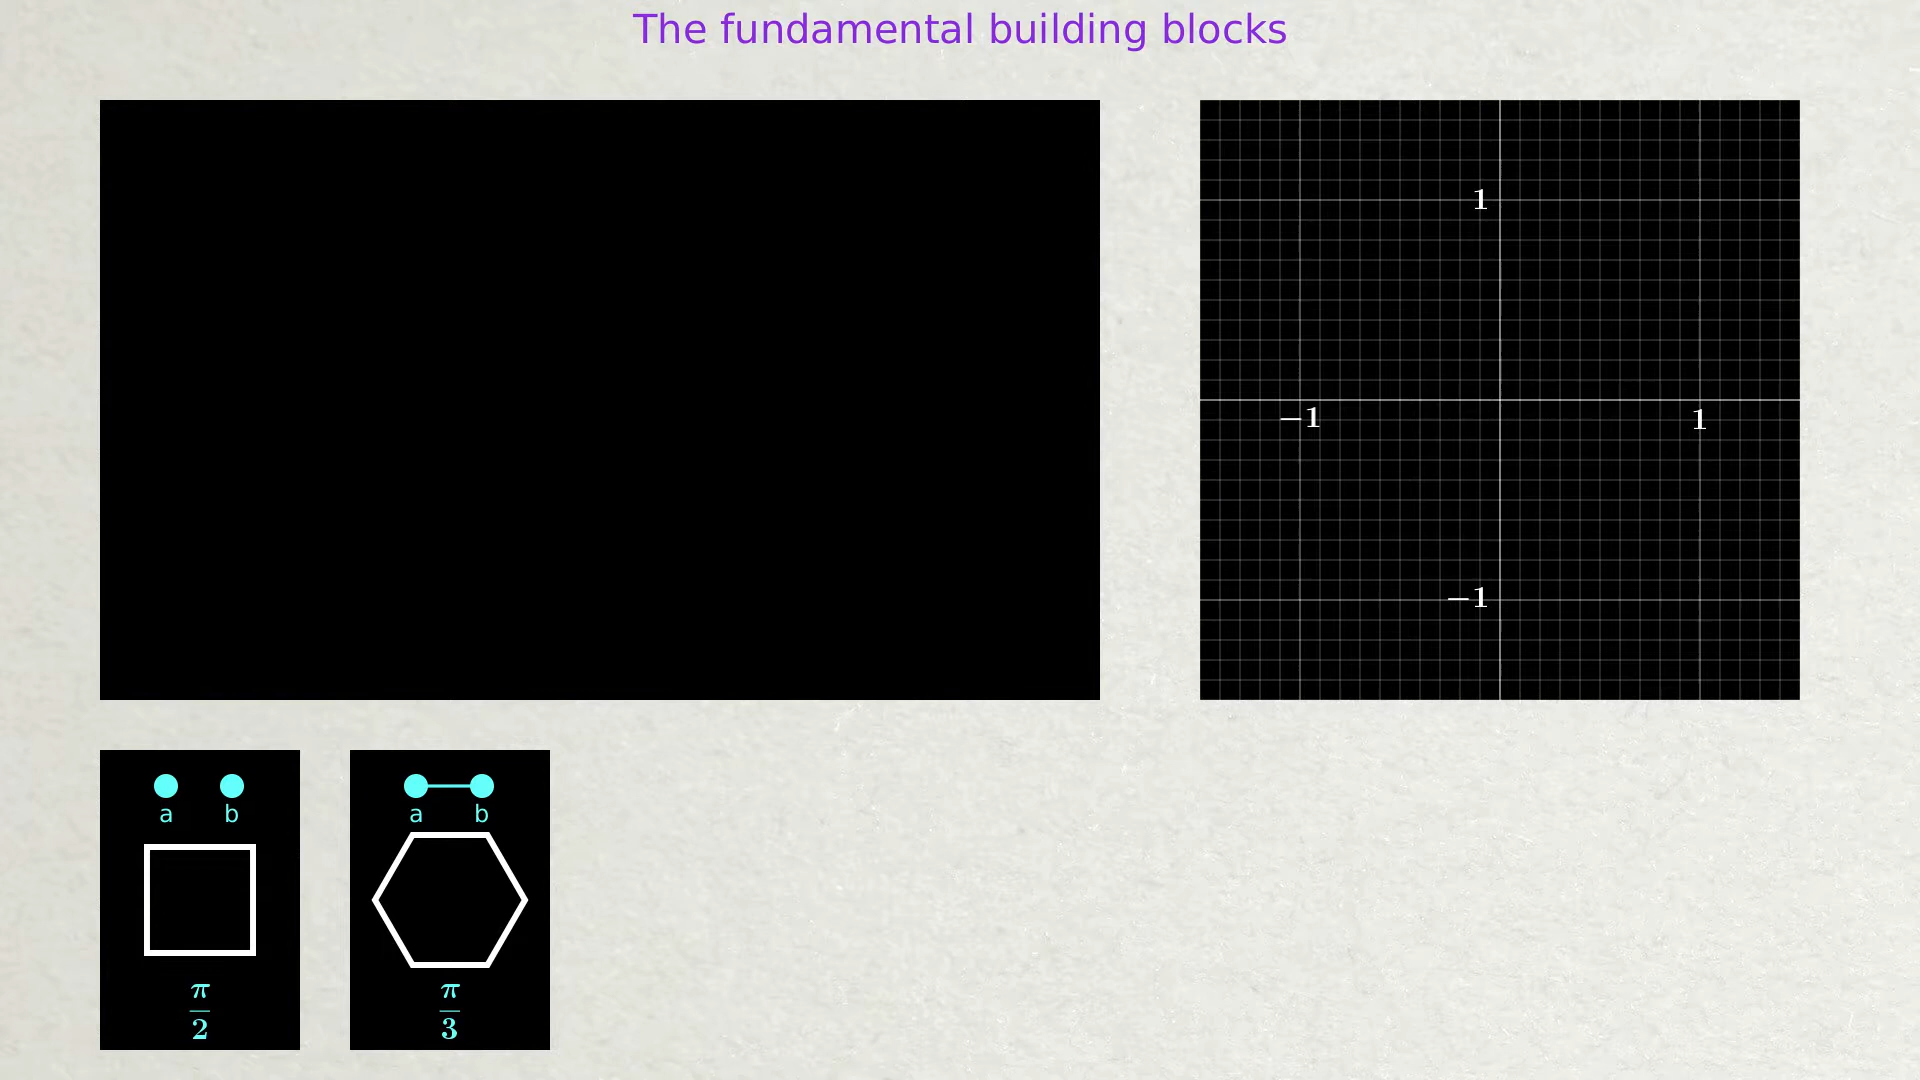 The fundamental building blocks
1
−1
1
−1
a b
π/2
a b
π/3